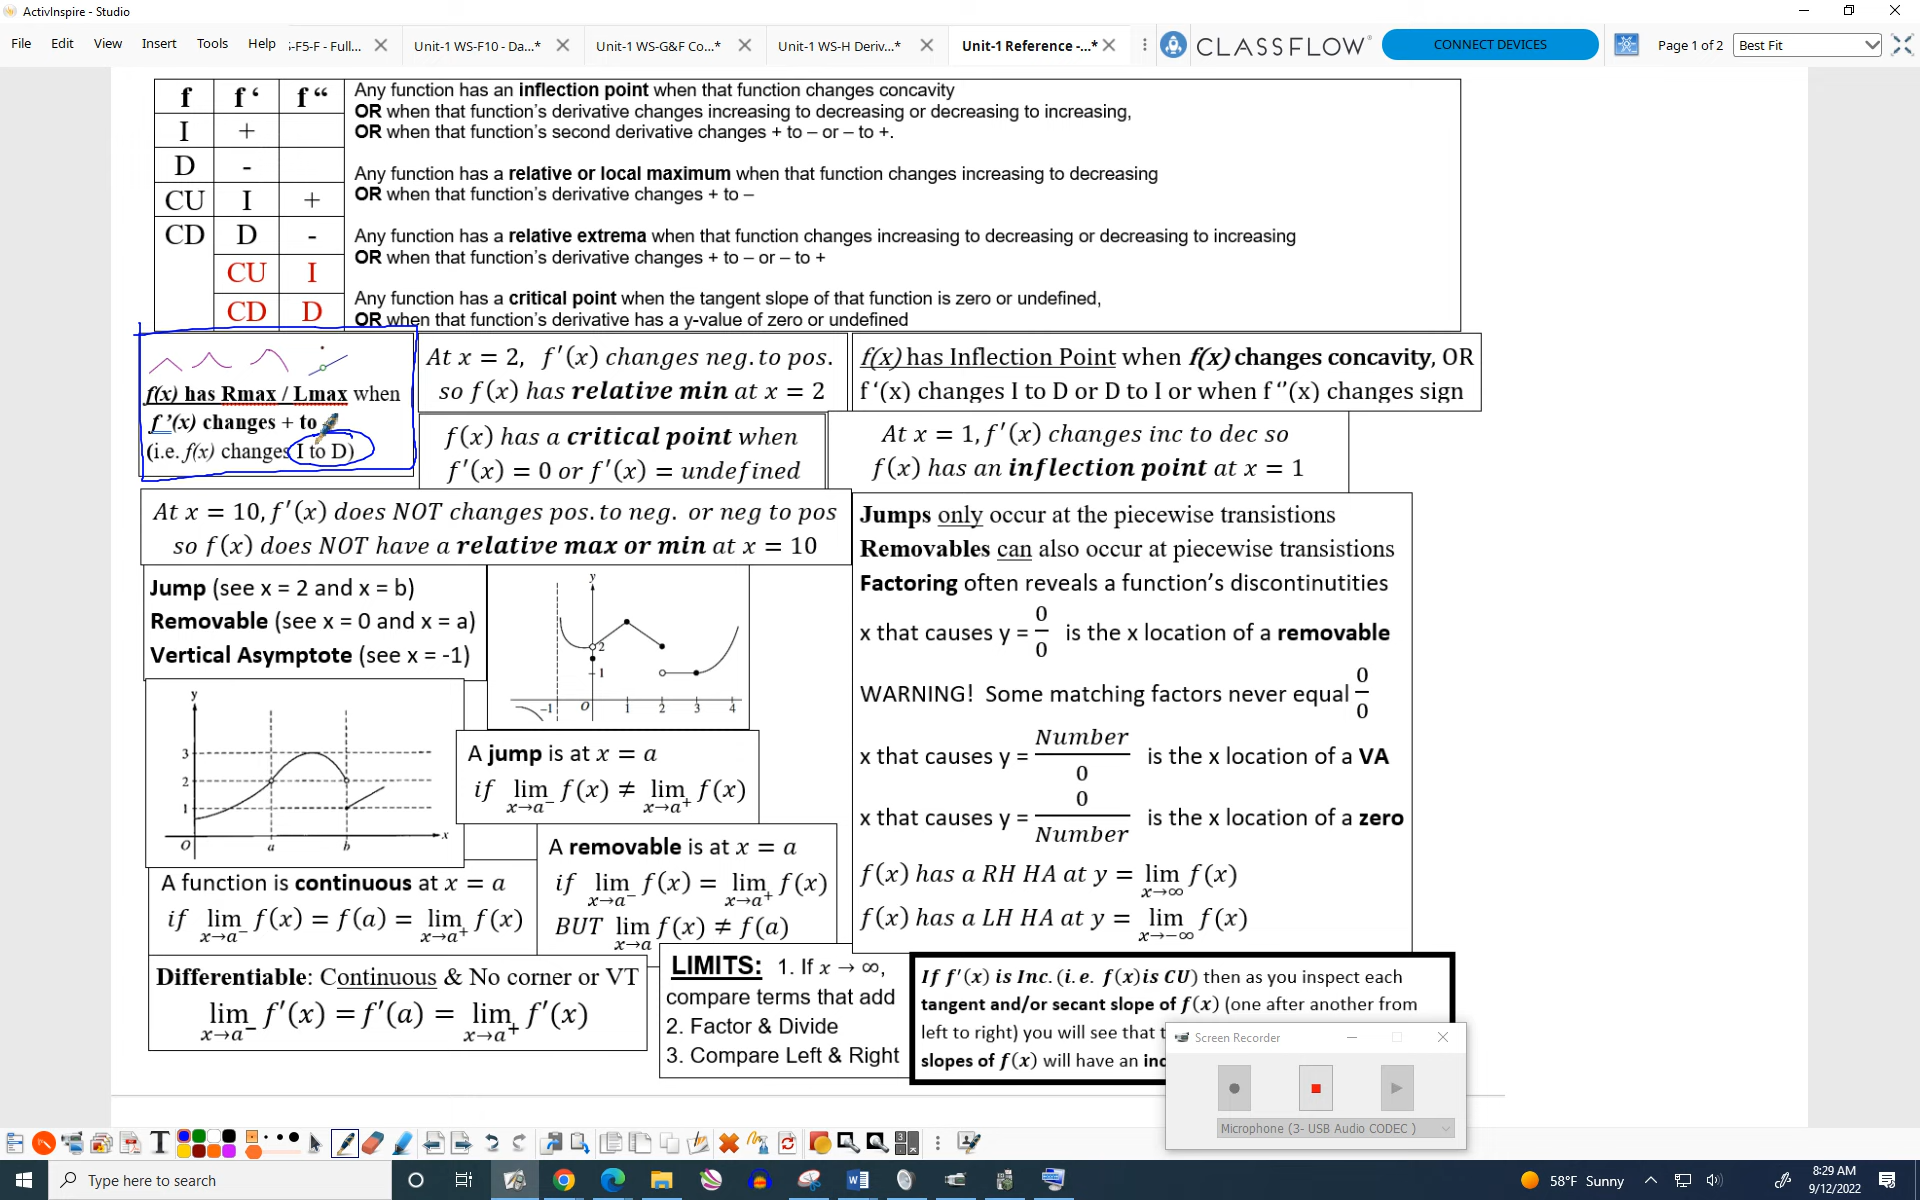 ActivInspire - Studio
File Edit View Insert Tools Help
-F5-F - Full... Unit-1 WS-F10 - Da...* Unit-1 WS-G&F Co...* Unit-1 WS-H Deriv...* Unit-1 Reference -...*
CLASSFLOW CONNECT DEVICES Page 1 of 2 Best Fit
f f ‘ f “
I +
D -
CU I +
CD D -
CU I
CD D
Any function has an inflection point when that function changes concavity
OR when that function's derivative changes increasing to decreasing or decreasing to increasing,
OR when that function's second derivative changes + to – or – to +.
Any function has a relative or local maximum when that function changes increasing to decreasing
OR when that function's derivative changes + to –
Any function has a relative extrema when that function changes increasing to decreasing or decreasing to increasing
OR when that function's derivative changes + to – or – to +
Any function has a critical point when the tangent slope of that function is zero or undefined,
OR when that function's derivative has a y-value of zero or undefined
f(x) has Rmax / Lmax when
f ’(x) changes + to
(i.e. f(x) changes I to D)
At x = 2, f′(x) changes neg. to pos.
so f(x) has relative min at x = 2
f(x) has Inflection Point when f(x) changes concavity, OR
f ‘(x) changes I to D or D to I or when f ‘’(x) changes sign
f(x) has a critical point when
f′(x) = 0 or f′(x) = undefined
At x = 1, f′(x) changes inc to dec so
f(x) has an inflection point at x = 1
At x = 10, f′(x) does NOT changes pos. to neg. or neg to pos
so f(x) does NOT have a relative max or min at x = 10
Jump (see x = 2 and x = b)
Removable (see x = 0 and x = a)
Vertical Asymptote (see x = -1)
y
2
1
-1 O 1 2 3 4
y
3
2
1
O a b x
A jump is at x = a
if lim x→a⁻ f(x) ≠ lim x→a⁺ f(x)
A removable is at x = a
if lim x→a⁻ f(x) = lim x→a⁺ f(x)
BUT lim x→a f(x) ≠ f(a)
A function is continuous at x = a
if lim x→a⁻ f(x) = f(a) = lim x→a⁺ f(x)
Differentiable: Continuous & No corner or VT
lim x→a⁻ f′(x) = f′(a) = lim x→a⁺ f′(x)
LIMITS: 1. If x → ∞,
compare terms that add
2. Factor & Divide
3. Compare Left & Right
Jumps only occur at the piecewise transistions
Removables can also occur at piecewise transistions
Factoring often reveals a function's discontinutities
x that causes y = 0/0 is the x location of a removable
WARNING! Some matching factors never equal 0/0
x that causes y = Number/0 is the x location of a VA
x that causes y = 0/Number is the x location of a zero
f(x) has a RH HA at y = lim x→∞ f(x)
f(x) has a LH HA at y = lim x→−∞ f(x)
If f′(x) is Inc. (i.e. f(x)is CU) then as you inspect each
tangent and/or secant slope of f(x) (one after another from
left to right) you will see that t
slopes of f(x) will have an inc
Screen Recorder
Microphone (3- USB Audio CODEC )
Type here to search
58°F Sunny
8:29 AM
9/12/2022